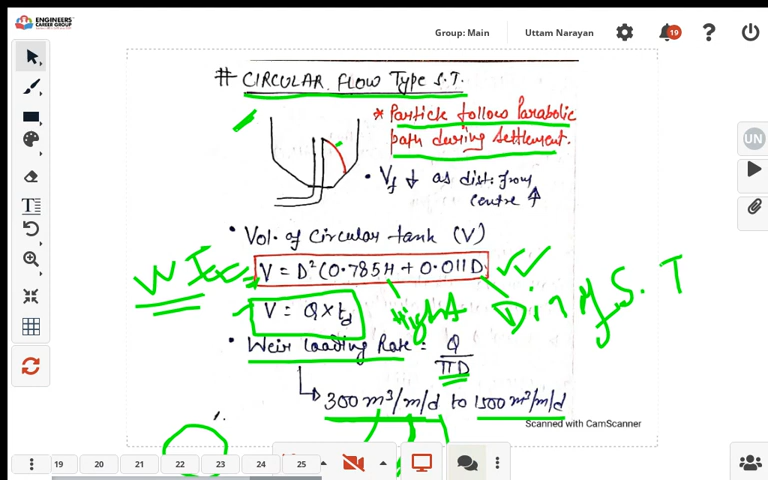 ENGINEERS
CAREER GROUP
Group: Main
Uttam Narayan
19
?
# CIRCULAR FLOW Type S.T.
* Particle follow Parabolic
path during settlement.
• Vf ↓ as dist. from
centre ↑
• Vol. of Circular tank (V)
V = D²(0.785H + 0.011D)
Hight
Dia of S.T
V = Q × td
• Weir Loading Rate = Q
πD
300 m³/m/d to 1500 m³/m/d
Scanned with CamScanner
T
UN
19 20 21 22 23 24 25